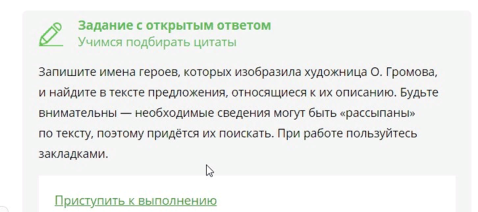 Задание с открытым ответом
Учимся подбирать цитаты
Запишите имена героев, которых изобразила художница О. Громова,
и найдите в тексте предложения, относящиеся к их описанию. Будьте
внимательны — необходимые сведения могут быть «рассыпаны»
по тексту, поэтому придётся их поискать. При работе пользуйтесь
закладками.
Приступить к выполнению